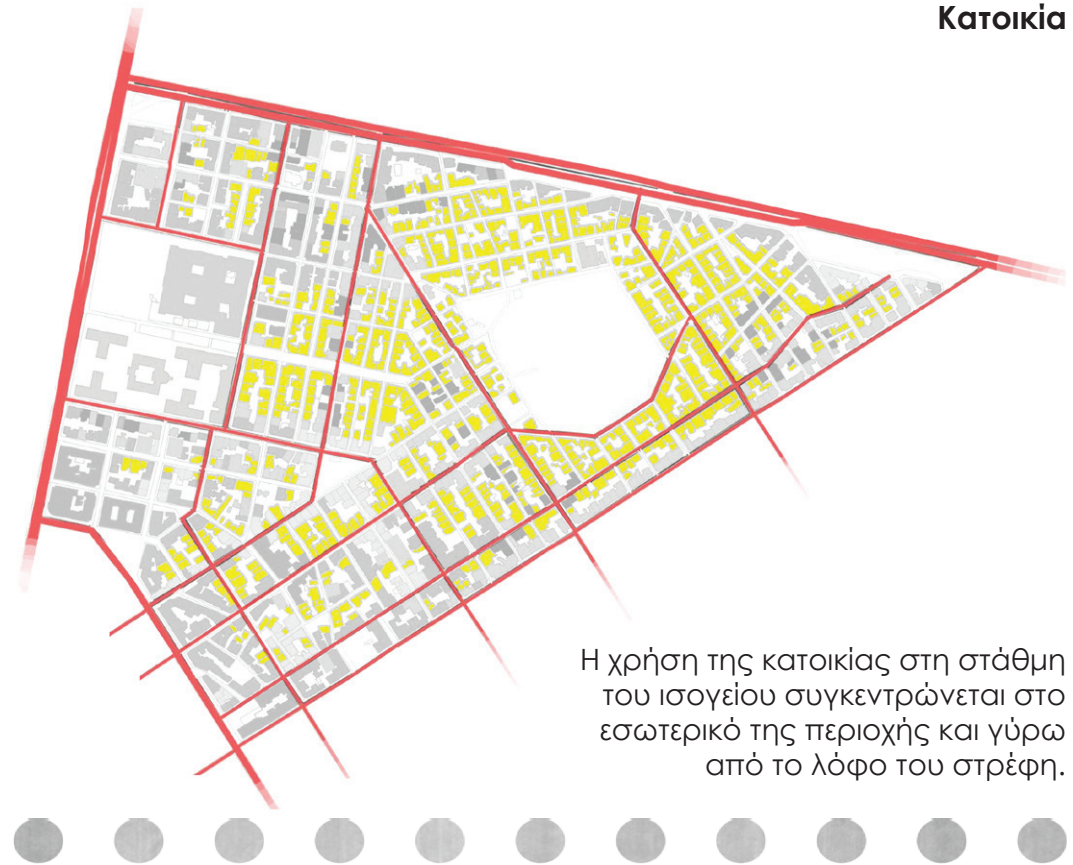 Κατοικία
Η χρήση της κατοικίας στη στάθμη
του ισογείου συγκεντρώνεται στο
εσωτερικό της περιοχής και γύρω
από το λόφο του στρέφη.